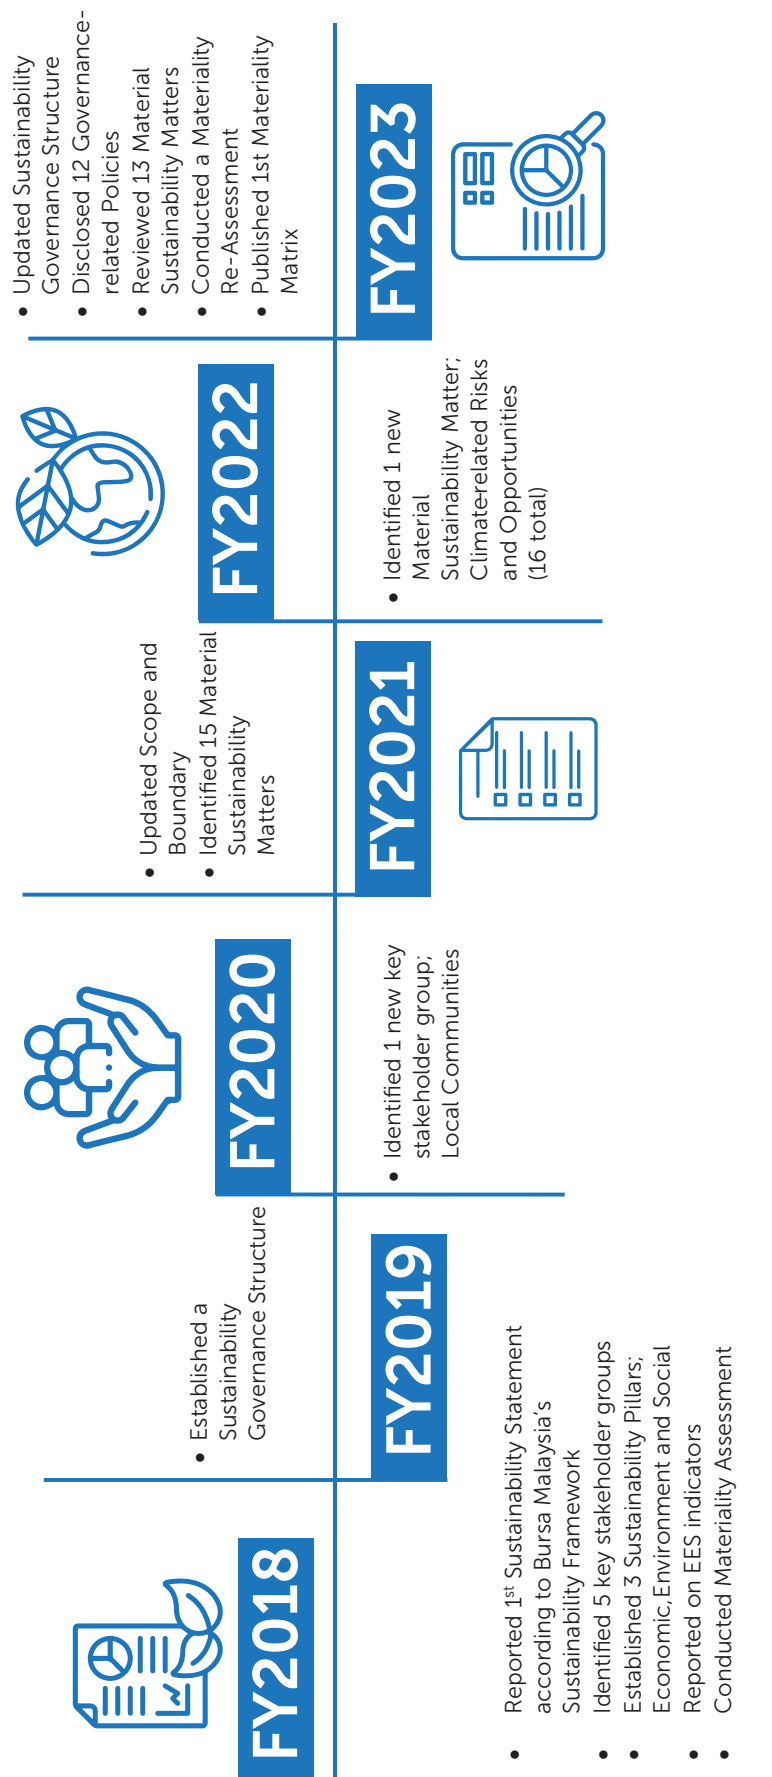 FY2018
• Reported 1st Sustainability Statement
according to Bursa Malaysia's
Sustainability Framework
• Identified 5 key stakeholder groups
• Established 3 Sustainability Pillars;
Economic, Environment and Social
• Reported on EES indicators
• Conducted Materiality Assessment
FY2019
• Established a
Sustainability
Governance Structure
FY2020
• Identified 1 new key
stakeholder group;
Local Communities
FY2021
• Updated Scope and
Boundary
• Identified 15 Material
Sustainability
Matters
FY2022
• Identified 1 new
Material
Sustainability Matter;
Climate-related Risks
and Opportunities
(16 total)
FY2023
• Updated Sustainability
Governance Structure
• Disclosed 12 Governance-
related Policies
• Reviewed 13 Material
Sustainability Matters
• Conducted a Materiality
Re-Assessment
• Published 1st Materiality
Matrix